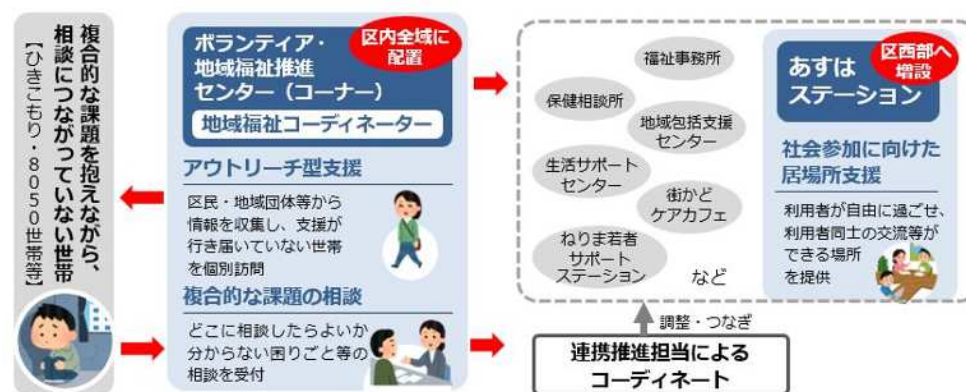 複合的な課題を抱えながら、
相談につながっていない世帯
【ひきこもり・8050世帯等】
ボランティア・
地域福祉推進
センター（コーナー）
区内全域に
配置
地域福祉コーディネーター
アウトリーチ型支援
区民・地域団体等から
情報を収集し、支援が
行き届いていない世帯
を個別訪問
複合的な課題の相談
どこに相談したらよいか
分からない困りごと等の
相談を受付
福祉事務所
保健相談所
地域包括支援
センター
生活サポート
センター
街かど
ケアカフェ
ねりま若者
サポート
ステーション
など
あすは
ステーション
区西部へ
増設
社会参加に向けた
居場所支援
利用者が自由に過ごせ、
利用者同士の交流等が
できる場所
を提供
調整・つなぎ
連携推進担当による
コーディネート